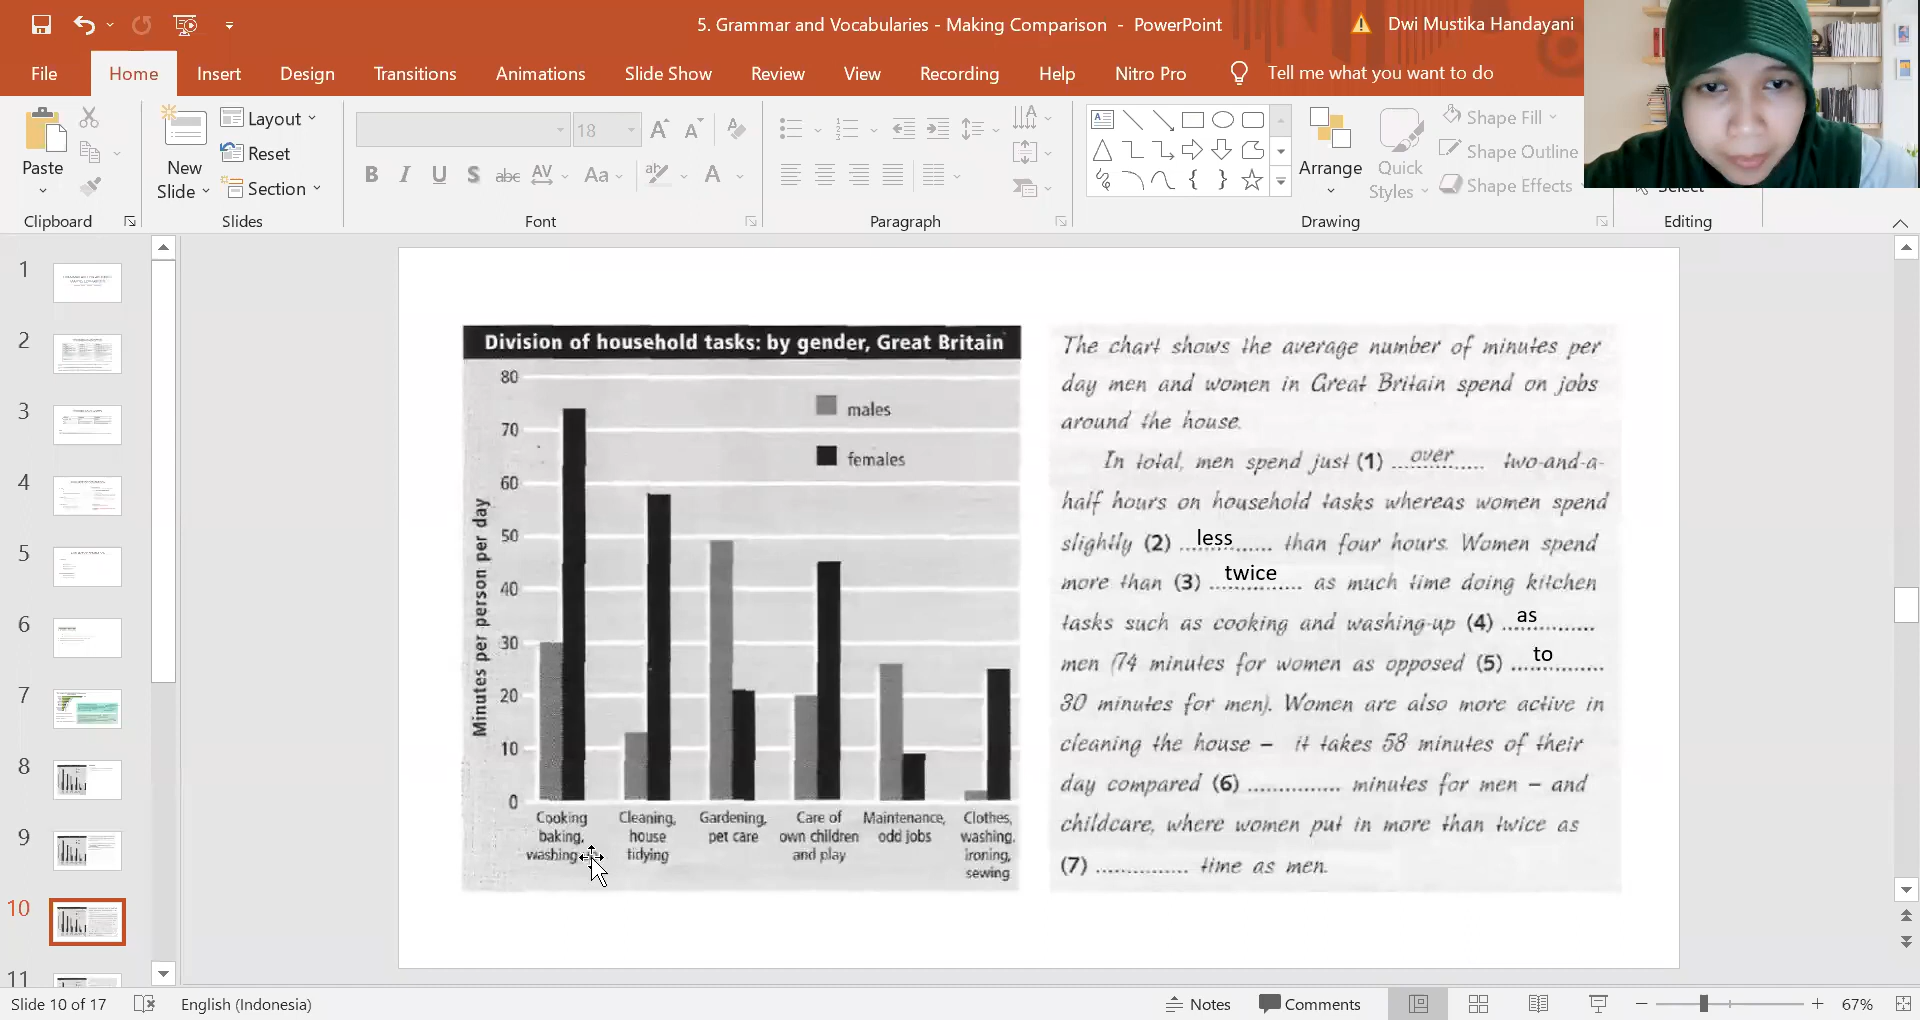 5. Grammar and Vocabularies - Making Comparison - PowerPoint
Dwi Mustika Handayani
File
Home
Insert
Design
Transitions
Animations
Slide Show
Review
View
Recording
Help
Nitro Pro
Tell me what you want to do
Paste
Clipboard
New
Slide
Layout
Reset
Section
Slides
18
B I U S abc AV Aa A
Font
Paragraph
Arrange
Quick
Styles
Shape Fill
Shape Outline
Shape Effects
Drawing
Select
Editing
1
2
3
4
5
6
7
8
9
10
11
Division of household tasks: by gender, Great Britain
Minutes per person per day
80
70
60
50
40
30
20
10
0
males
females
Cooking
baking,
washing
Cleaning,
house
tidying
Gardening,
pet care
Care of
own children
and play
Maintenance,
odd jobs
Clothes,
washing,
ironing,
sewing
The chart shows the average number of minutes per
day men and women in Great Britain spend on jobs
around the house.
In total, men spend just (1) over two-and-a-
half hours on household tasks whereas women spend
slightly (2) less than four hours. Women spend
more than (3) twice as much time doing kitchen
tasks such as cooking and washing-up (4) as
men (74 minutes for women as opposed (5) to
30 minutes for men). Women are also more active in
cleaning the house – it takes 58 minutes of their
day compared (6) ............... minutes for men – and
childcare, where women put in more than twice as
(7) ............... time as men.
Slide 10 of 17
English (Indonesia)
Notes
Comments
67%